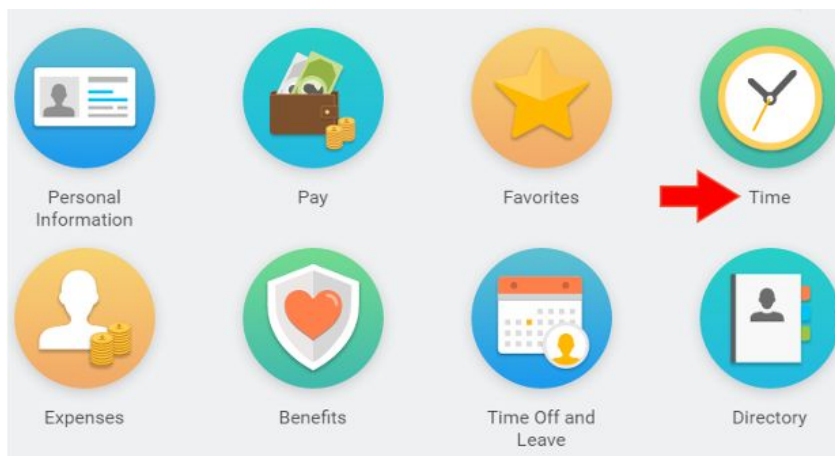 Personal
Information
Pay
Favorites
Time
Expenses
Benefits
Time Off and
Leave
Directory